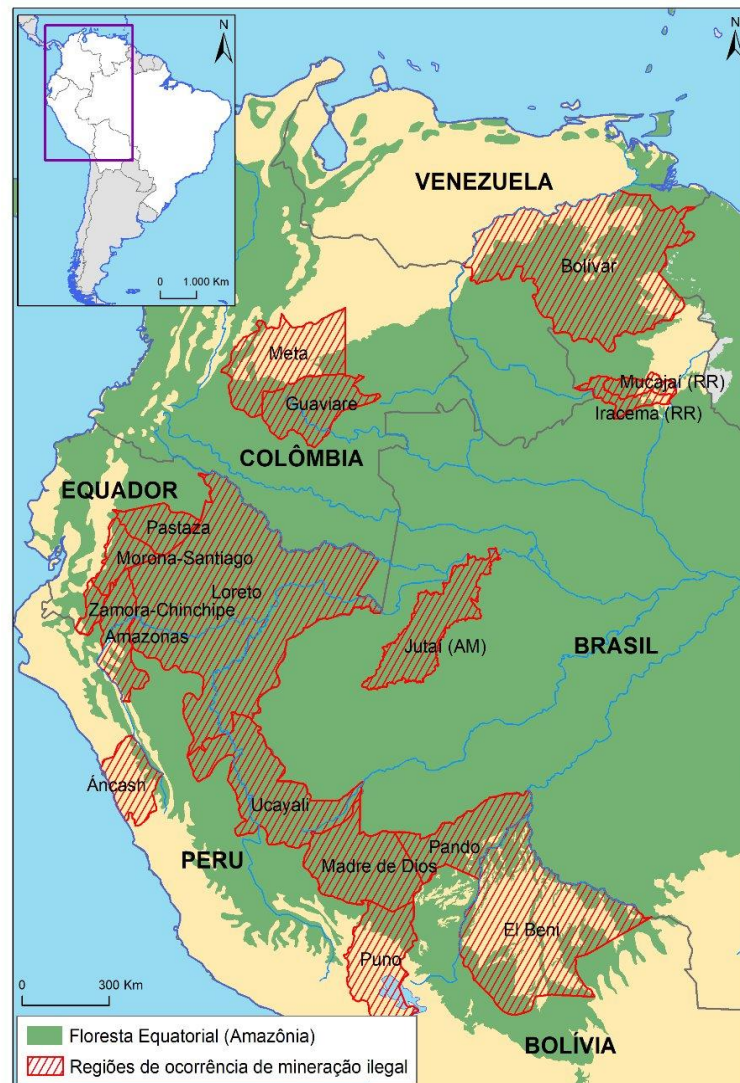 N
N
0 1.000 Km
VENEZUELA
Bolívar
Meta
Guaviare
Mucajaí (RR)
Iracema (RR)
COLÔMBIA
EQUADOR
Pastaza
Morona-Santiago
Loreto
Zamora-Chinchipe
Amazonas
Jutaí (AM)
BRASIL
Áncash
Ucayali
PERU
Madre de Dios
Pando
El Beni
Puno
0 300 Km
BOLÍVIA
Floresta Equatorial (Amazônia)
Regiões de ocorrência de mineração ilegal